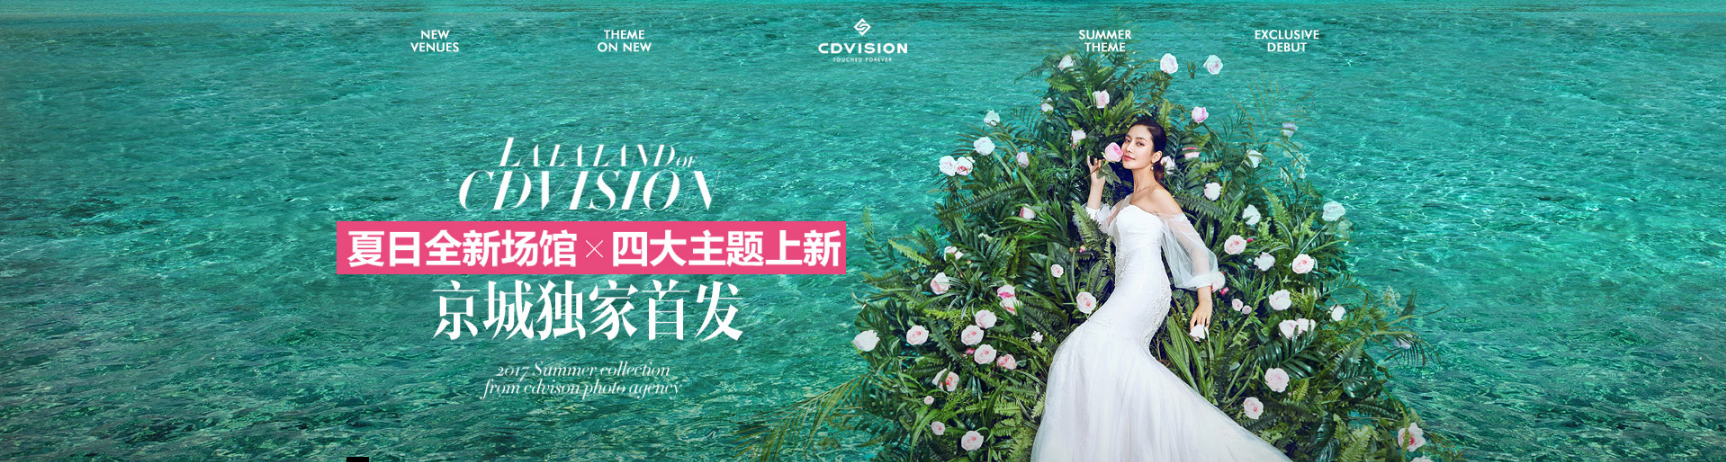 NEW
VENUES
THEME
ON NEW
CDVISION
TOUCHED FOREVER
SUMMER
THEME
EXCLUSIVE
DEBUT
LALALAND OF
CDVISION
夏日全新场馆×四大主题上新
京城独家首发
2017 Summer collection
from cdvison photo agency